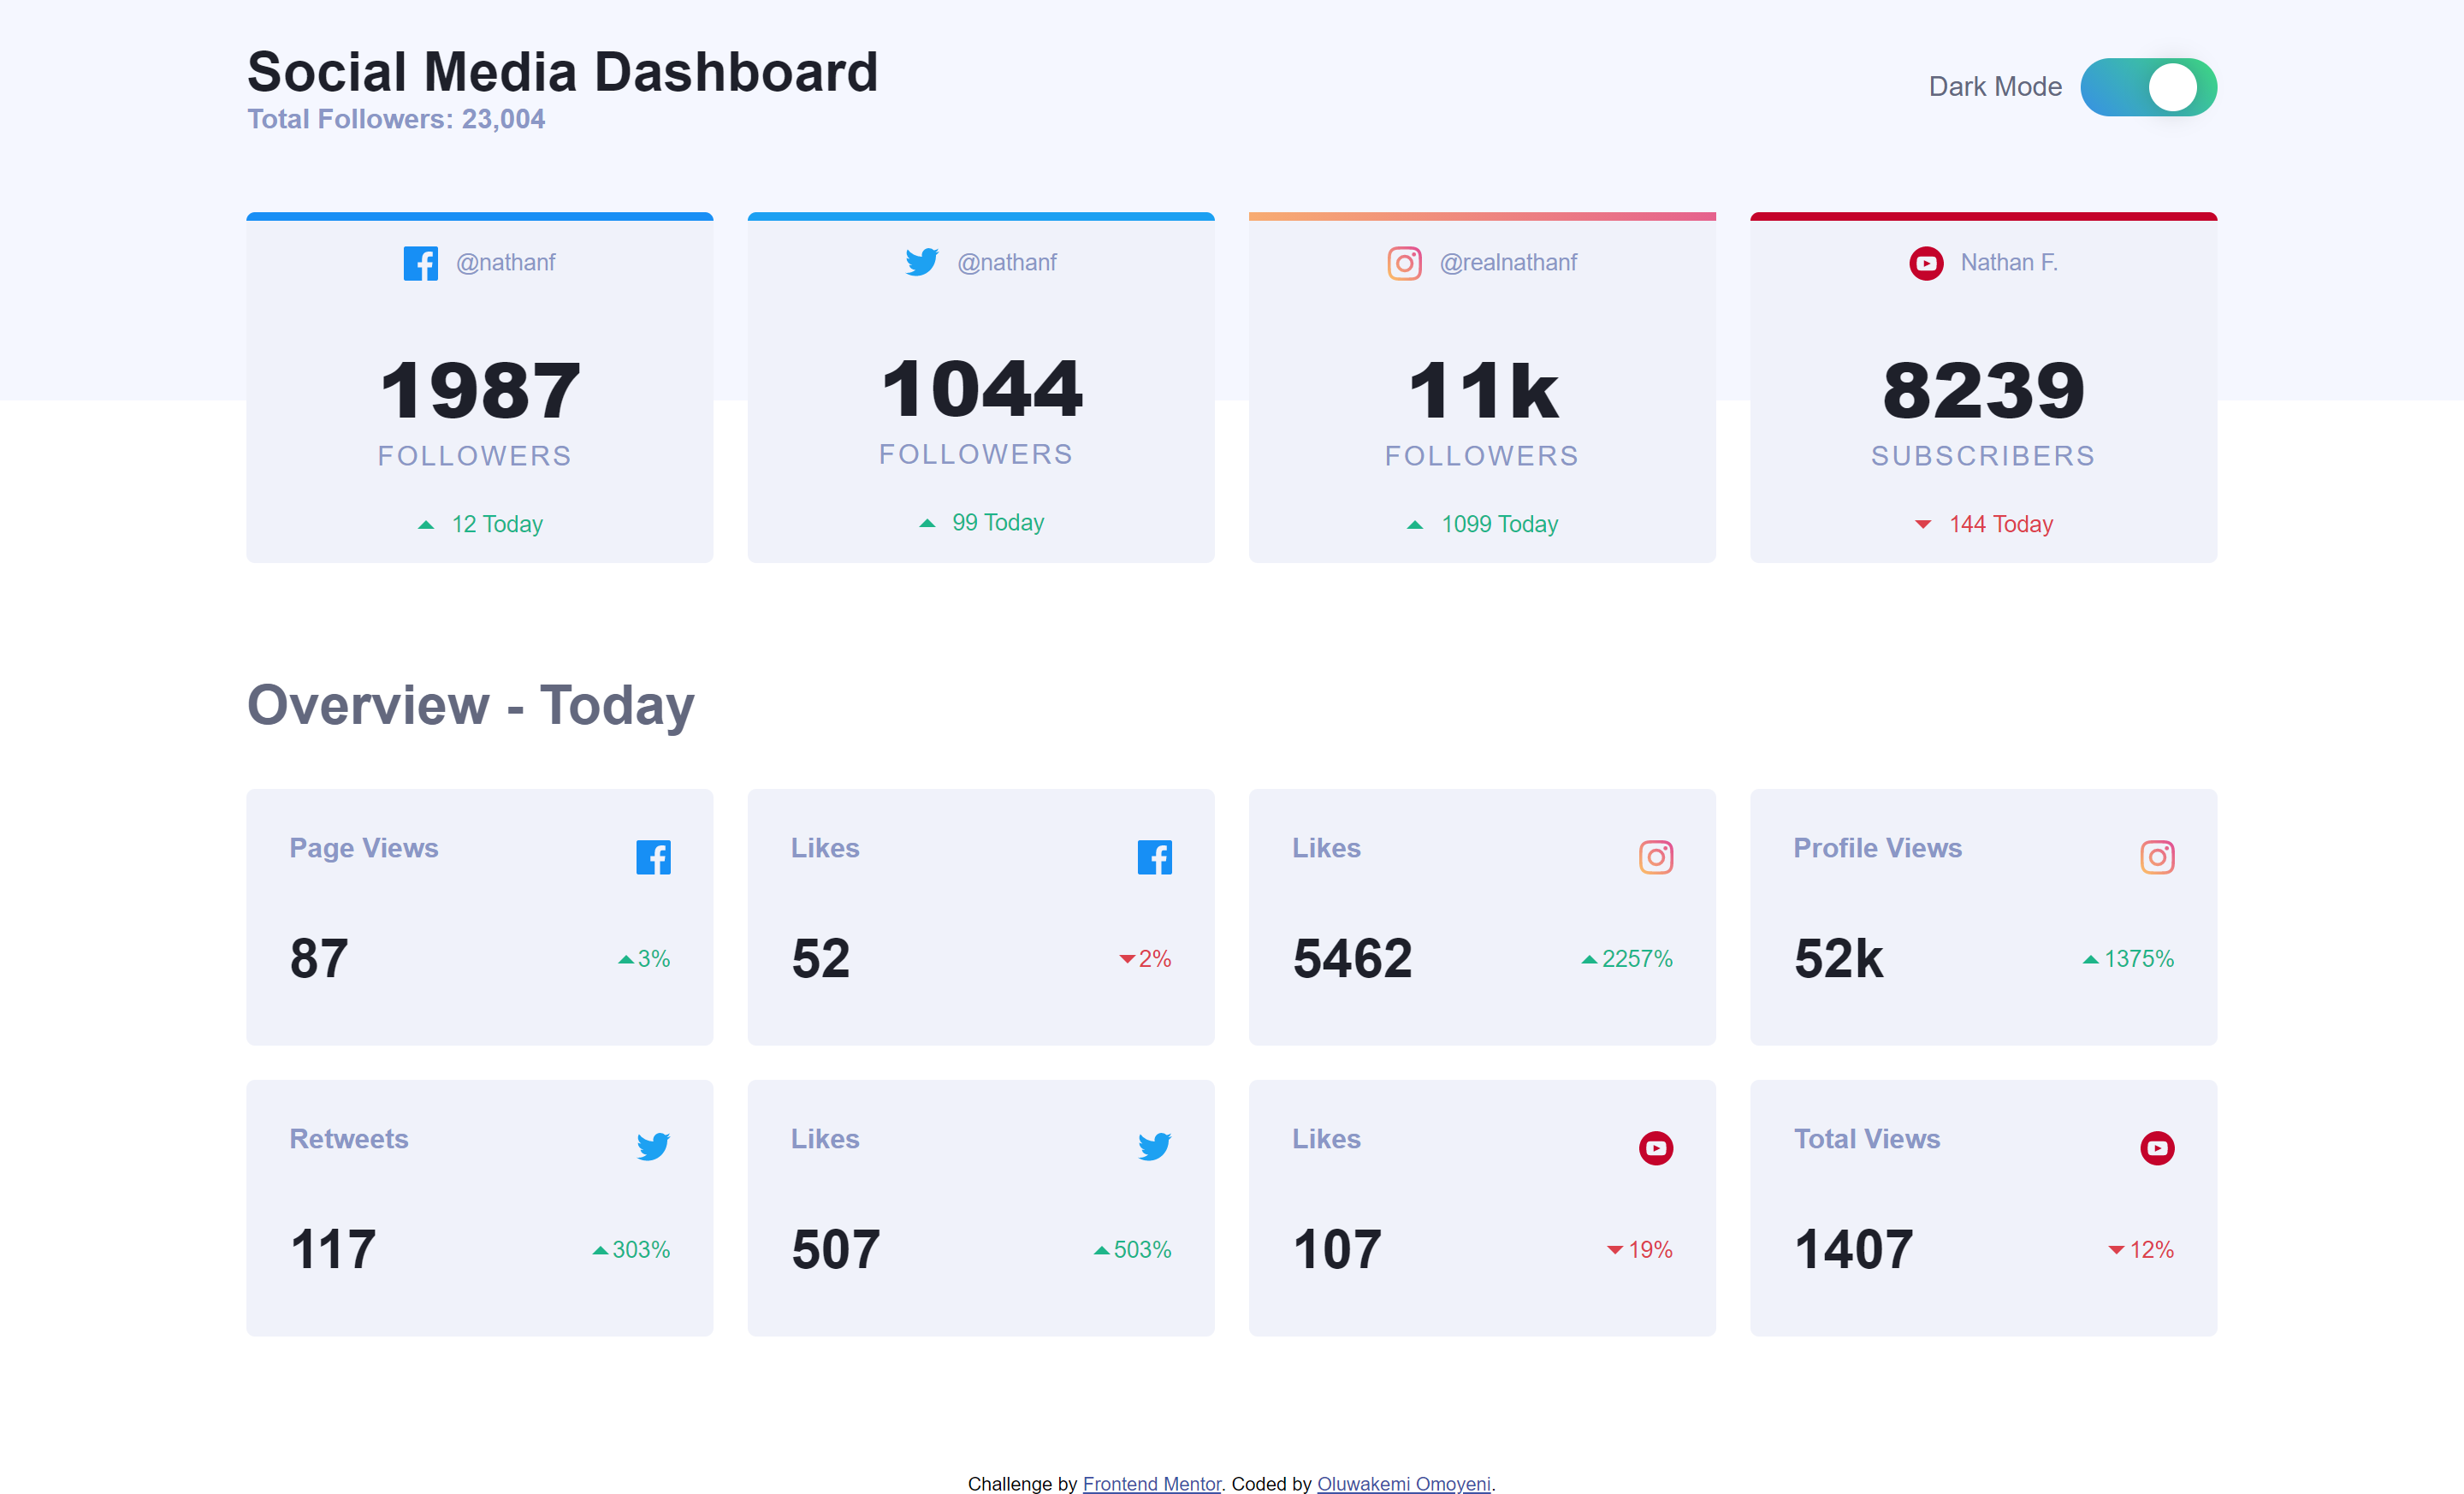 Social Media Dashboard
Total Followers: 23,004
Dark Mode
@nathanf
1987
FOLLOWERS
12 Today
@nathanf
1044
FOLLOWERS
99 Today
@realnathanf
11k
FOLLOWERS
1099 Today
Nathan F.
8239
SUBSCRIBERS
144 Today
Overview - Today
Page Views
87
3%
Likes
52
2%
Likes
5462
2257%
Profile Views
52k
1375%
Retweets
117
303%
Likes
507
503%
Likes
107
19%
Total Views
1407
12%
Challenge by Frontend Mentor. Coded by Oluwakemi Omoyeni.